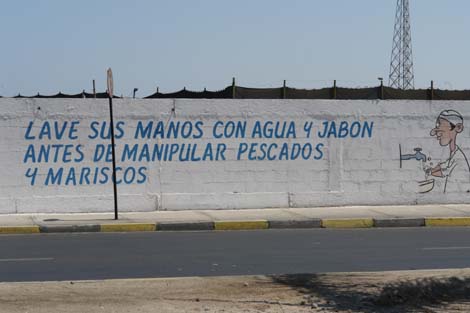 LAVE SUS MANOS CON AGUA Y JABON
ANTES DE MANIPULAR PESCADOS
Y MARISCOS